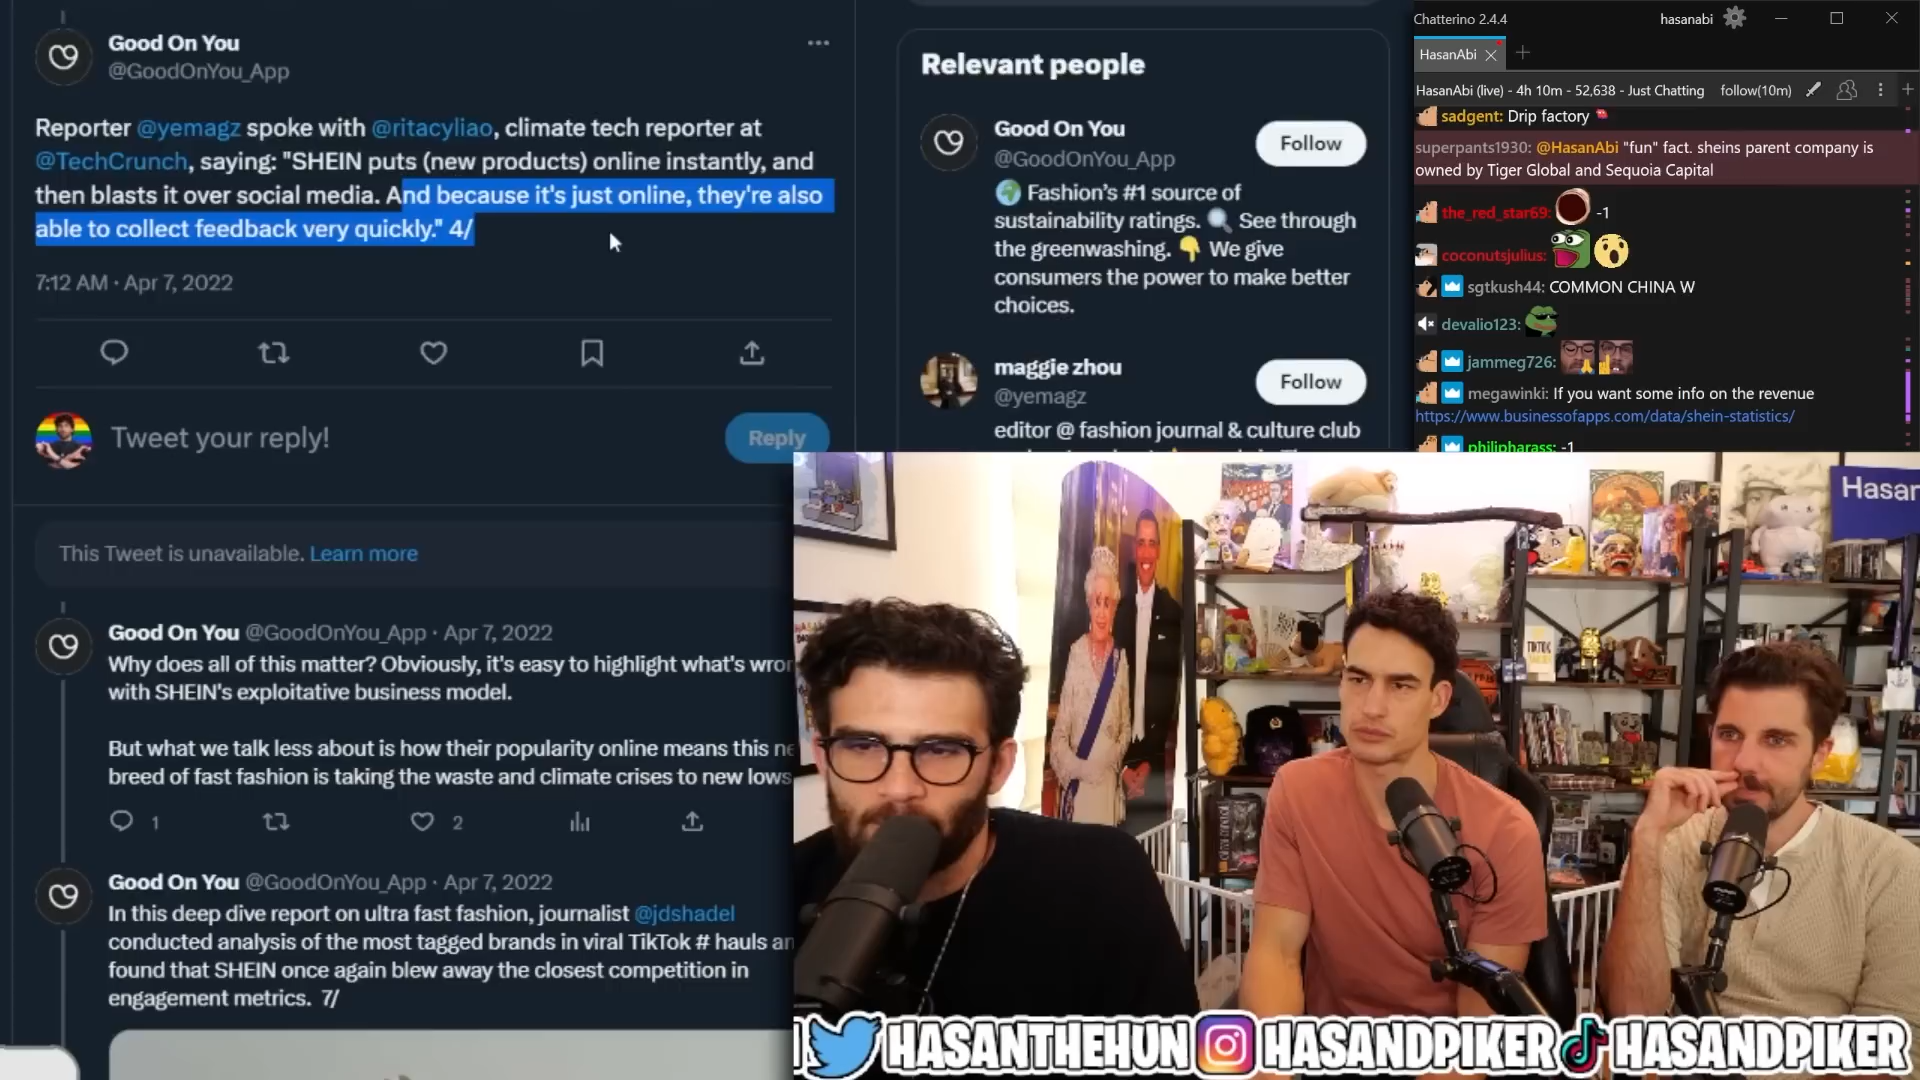 Good On You
@GoodOnYou_App
Reporter @yemagz spoke with @ritacyliao, climate tech reporter at
@TechCrunch, saying: "SHEIN puts (new products) online instantly, and
then blasts it over social media. And because it's just online, they're also
able to collect feedback very quickly." 4/
7:12 AM · Apr 7, 2022
Tweet your reply!
Reply
This Tweet is unavailable. Learn more
Good On You @GoodOnYou_App · Apr 7, 2022
Why does all of this matter? Obviously, it's easy to highlight what's wron
with SHEIN's exploitative business model.
But what we talk less about is how their popularity online means this ne
breed of fast fashion is taking the waste and climate crises to new lows
1
2
Good On You @GoodOnYou_App · Apr 7, 2022
In this deep dive report on ultra fast fashion, journalist @jdshadel
conducted analysis of the most tagged brands in viral TikTok # hauls an
found that SHEIN once again blew away the closest competition in
engagement metrics. 7/
Relevant people
Good On You
@GoodOnYou_App
Follow
🌍 Fashion's #1 source of
sustainability ratings. 🔍 See through
the greenwashing. 👇 We give
consumers the power to make better
choices.
maggie zhou
@yemagz
Follow
editor @ fashion journal & culture club
Chatterino 2.4.4
hasanabi
HasanAbi
HasanAbi (live) - 4h 10m - 52,638 - Just Chatting
follow(10m)
sadgent: Drip factory
superpants1930: @HasanAbi "fun" fact. sheins parent company is
owned by Tiger Global and Sequoia Capital
the_red_star69: -1
coconutsjulius:
sgtkush44: COMMON CHINA W
devalio123:
jammeg726:
megawinki: If you want some info on the revenue
https://www.businessofapps.com/data/shein-statistics/
philipharass: -1
Hasan
HASANTHEHUN
HASANDPIKER
HASANDPIKER